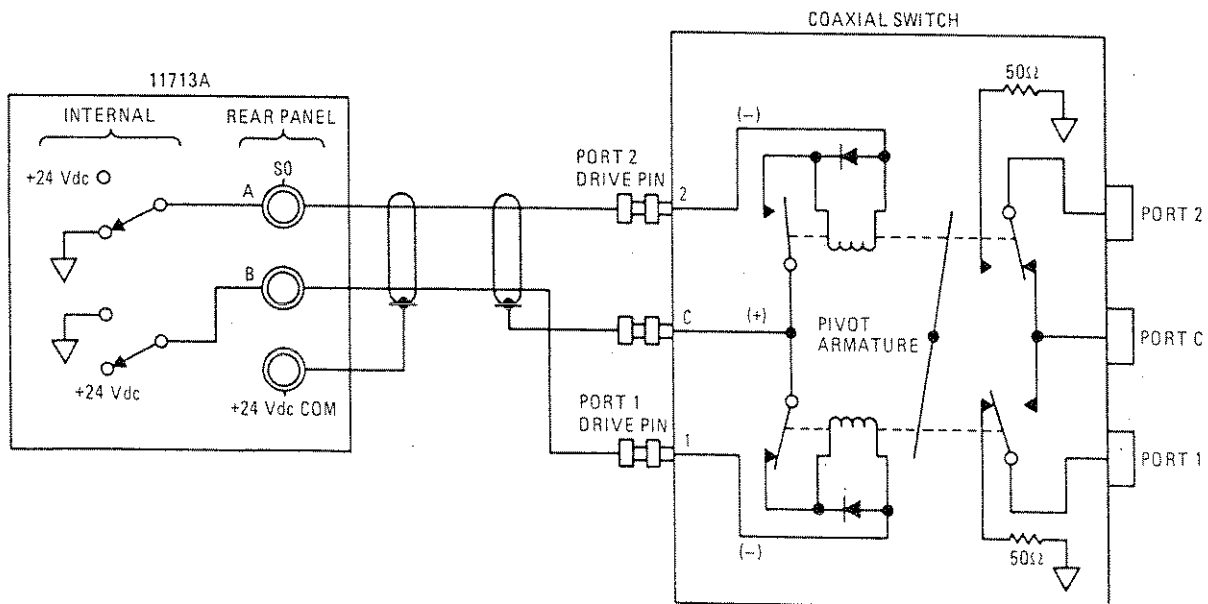 COAXIAL SWITCH
11713A
INTERNAL
REAR PANEL
+24 Vdc
S0
A
B
+24 Vdc
+24 Vdc COM
PORT 2
DRIVE PIN
2
(-)
C
(+)
PIVOT
ARMATURE
PORT 1
DRIVE PIN
1
(-)
50Ω
PORT 2
PORT C
PORT 1
50Ω